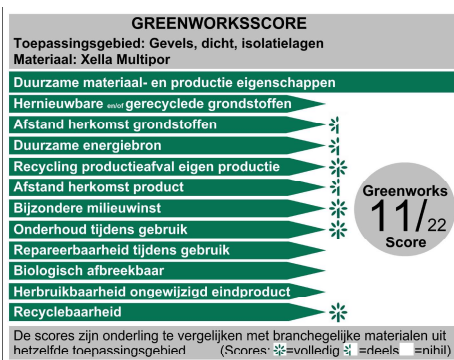 GREENWORKSSCORE
Toepassingsgebied: Gevels, dicht, isolatielagen
Materiaal: Xella Multipor
Duurzame materiaal- en productie eigenschappen
Hernieuwbare en/of gerecyclede grondstoffen
Afstand herkomst grondstoffen
Duurzame energiebron
Recycling productieafval eigen productie
Afstand herkomst product
Bijzondere milieuwinst
Onderhoud tijdens gebruik
Repareerbaarheid tijdens gebruik
Biologisch afbreekbaar
Herbruikbaarheid ongewijzigd eindproduct
Recyclebaarheid
Greenworks
11/22
Score
De scores zijn onderling te vergelijken met branchegelijke materialen uit
hetzelfde toepassingsgebied (Scores: =volledig =deels =nihil)